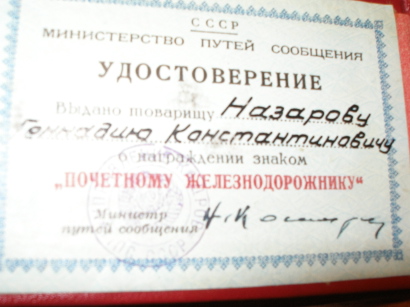 СССР
МИНИСТЕРСТВО ПУТЕЙ СООБЩЕНИЯ
УДОСТОВЕРЕНИЕ
Выдано товарищу Назарову
Геннадию Константиновичу
о награждении знаком
„ПОЧЕТНОМУ ЖЕЛЕЗНОДОРОЖНИКУ"
Министр
путей сообщения